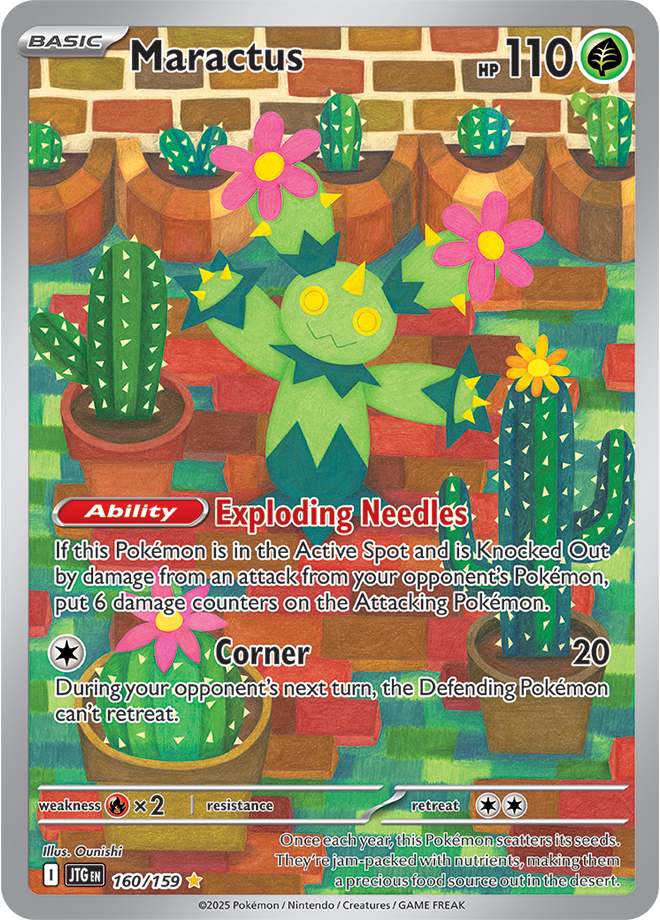 BASIC Maractus HP 110
Ability Exploding Needles
If this Pokémon is in the Active Spot and is Knocked Out
by damage from an attack from your opponent's Pokémon,
put 6 damage counters on the Attacking Pokémon.
Corner 20
During your opponent's next turn, the Defending Pokémon
can't retreat.
weakness ×2 resistance retreat
Illus. Ounishi
Once each year, this Pokémon scatters its seeds.
They're jam-packed with nutrients, making them
a precious food source out in the desert.
I JTG EN 160/159
©2025 Pokémon / Nintendo / Creatures / GAME FREAK